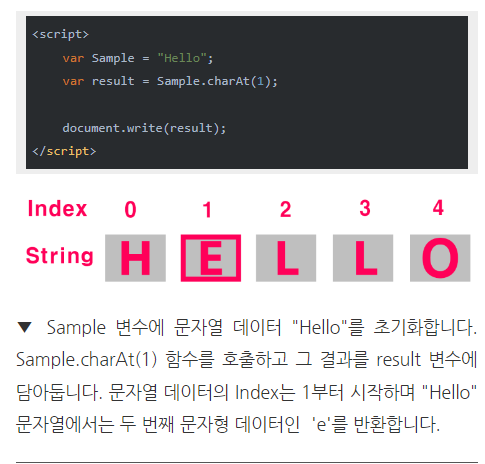 <script>
var Sample = "Hello";
var result = Sample.charAt(1);
document.write(result);
</script>
Index 0 1 2 3 4
String H E L L O
▼ Sample 변수에 문자열 데이터 "Hello"를 초기화합니다.
Sample.charAt(1) 함수를 호출하고 그 결과를 result 변수에
담아둡니다. 문자열 데이터의 Index는 1부터 시작하며 "Hello"
문자열에서는 두 번째 문자형 데이터인 'e'를 반환합니다.